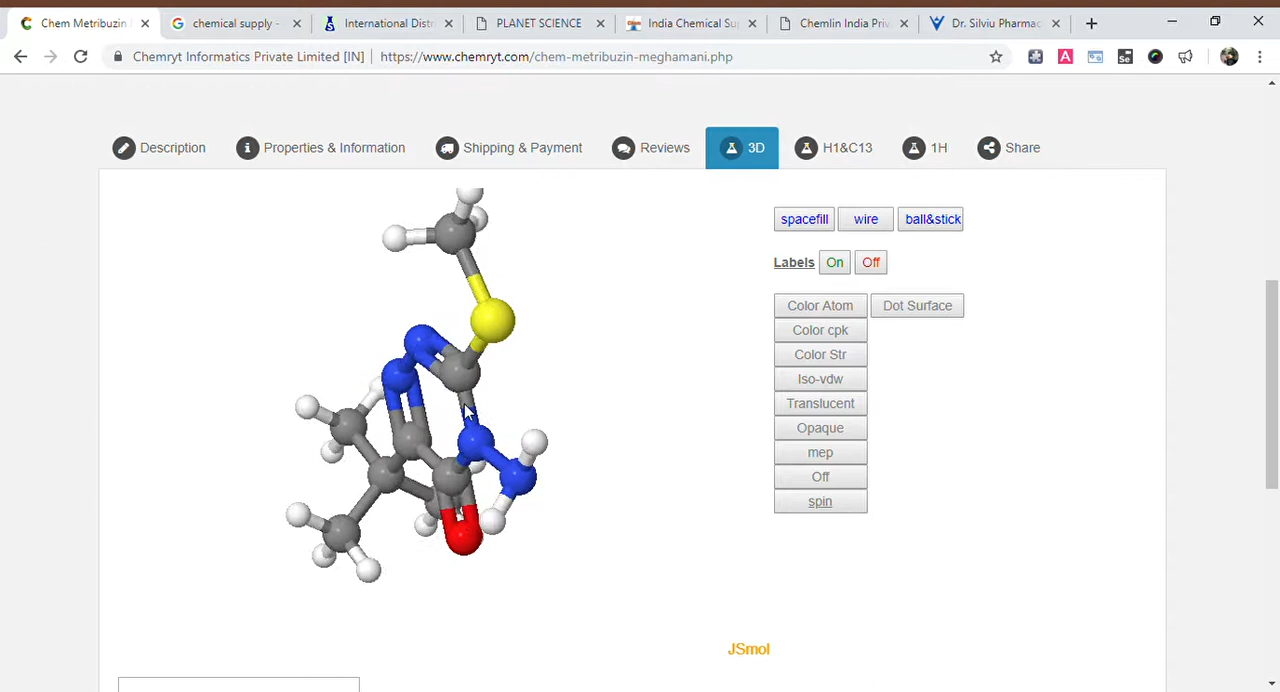 Chem Metribuzin
chemical supply -
International Distr
PLANET SCIENCE
India Chemical Su
Chemlin India Priv
Dr. Silviu Pharmac
Chemryt Informatics Private Limited [IN] | https://www.chemryt.com/chem-metribuzin-meghamani.php
Description
Properties & Information
Shipping & Payment
Reviews
3D
H1&C13
1H
Share
spacefill wire ball&stick
Labels On Off
Color Atom Dot Surface
Color cpk
Color Str
Iso-vdw
Translucent
Opaque
mep
Off
spin
JSmol